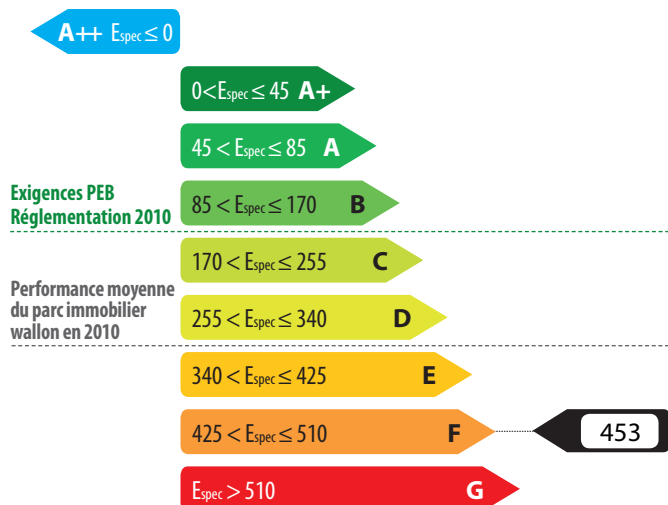 A++ Espec ≤ 0
0<Espec ≤ 45 A+
45 < Espec ≤ 85 A
Exigences PEB
Réglementation 2010
85 < Espec ≤ 170 B
170 < Espec ≤ 255 C
Performance moyenne
du parc immobilier
wallon en 2010
255 < Espec ≤ 340 D
340 < Espec ≤ 425 E
425 < Espec ≤ 510 F
453
Espec > 510 G